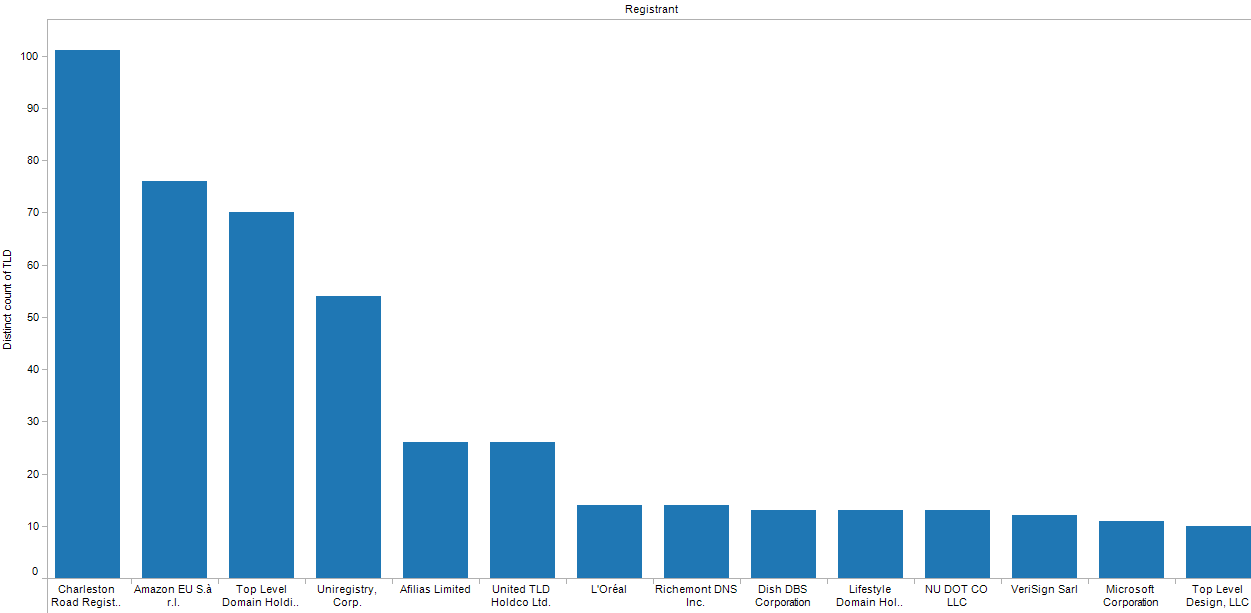 Registrant
Distinct count of TLD
100
90
80
70
60
50
40
30
20
10
0
Charleston
Road Regist..
Amazon EU S.à
r.l.
Top Level
Domain Holdi..
Uniregistry,
Corp.
Afilias Limited
United TLD
Holdco Ltd.
L'Oréal
Richemont DNS
Inc.
Dish DBS
Corporation
Lifestyle
Domain Hol..
NU DOT CO
LLC
VeriSign Sarl
Microsoft
Corporation
Top Level
Design, LLC